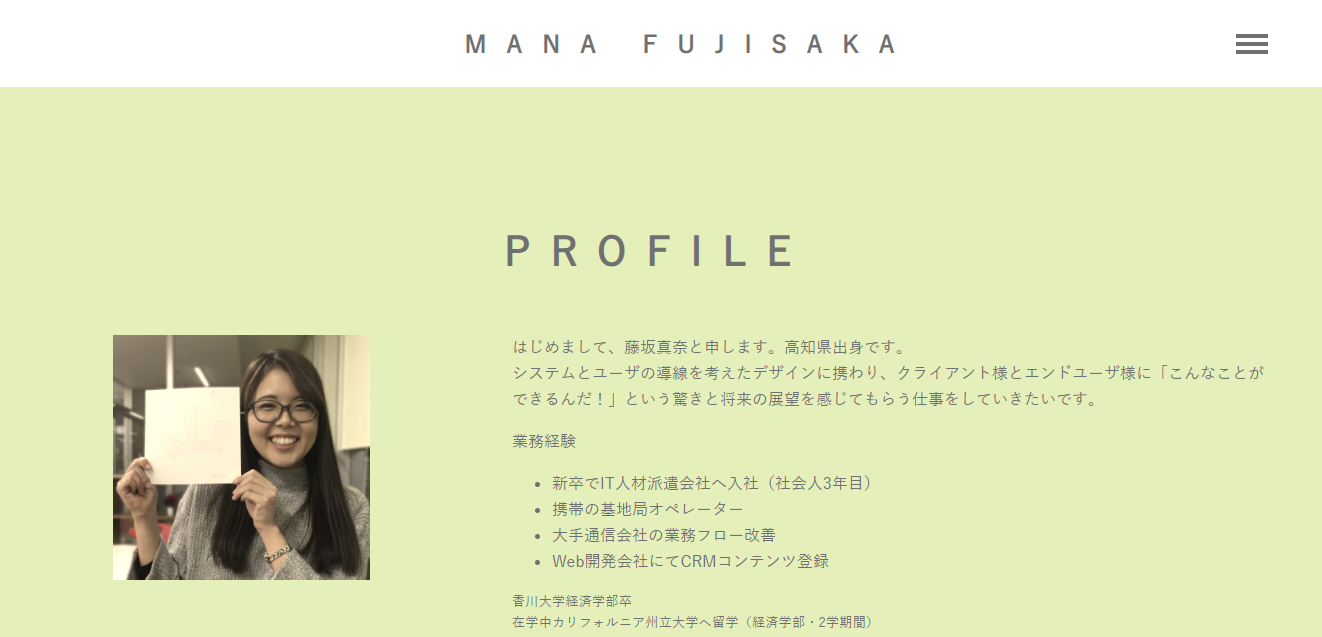 MANA FUJISAKA
PROFILE
はじめまして、藤坂真奈と申します。高知県出身です。
システムとユーザの導線を考えたデザインに携わり、クライアント様とエンドユーザ様に「こんなことが
できるんだ！」という驚きと将来の展望を感じてもらう仕事をしていきたいです。
業務経験
• 新卒でIT人材派遣会社へ入社（社会人3年目）
• 携帯の基地局オペレーター
• 大手通信会社の業務フロー改善
• Web開発会社にてCRMコンテンツ登録
香川大学経済学部卒
在学中カリフォルニア州立大学へ留学（経済学部・2学期間）